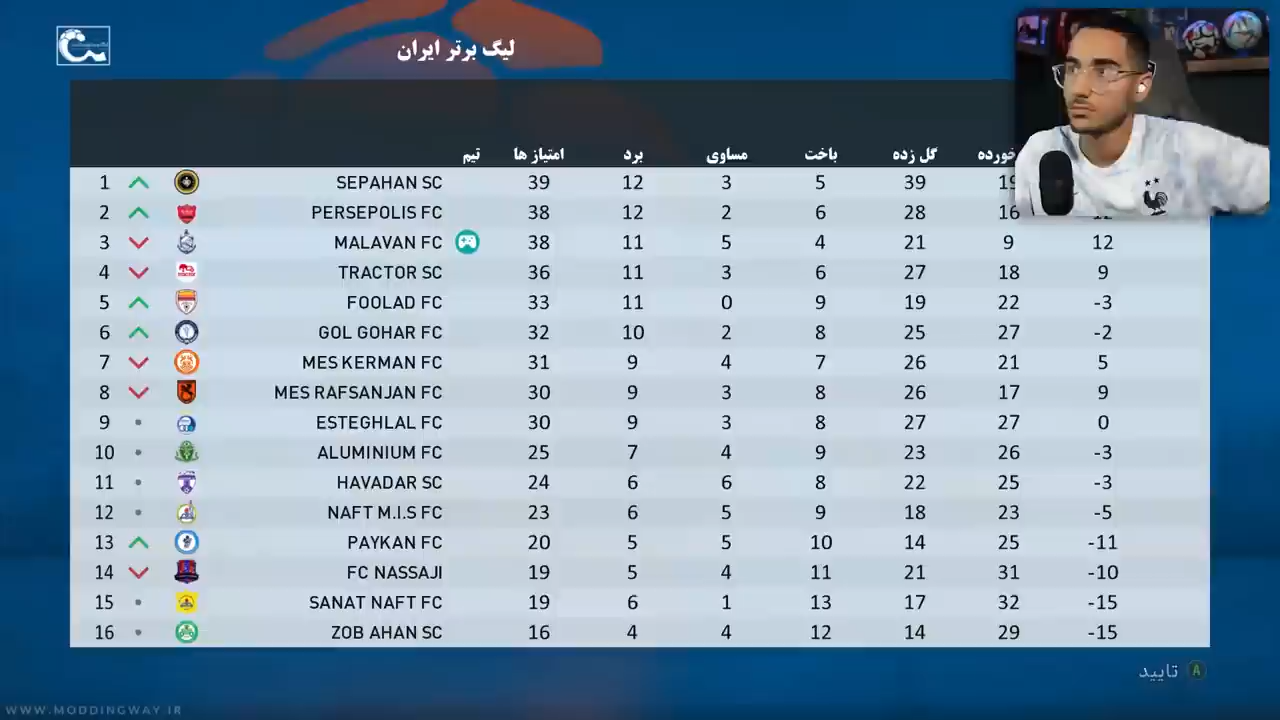 لیگ برتر ایران
تیم امتیاز ها برد مساوی باخت گل زده خورده
1 SEPAHAN SC 39 12 3 5 39 19
2 PERSEPOLIS FC 38 12 2 6 28 16 12
3 MALAVAN FC 38 11 5 4 21 9 12
4 TRACTOR SC 36 11 3 6 27 18 9
5 FOOLAD FC 33 11 0 9 19 22 -3
6 GOL GOHAR FC 32 10 2 8 25 27 -2
7 MES KERMAN FC 31 9 4 7 26 21 5
8 MES RAFSANJAN FC 30 9 3 8 26 17 9
9 ESTEGHLAL FC 30 9 3 8 27 27 0
10 ALUMINIUM FC 25 7 4 9 23 26 -3
11 HAVADAR SC 24 6 6 8 22 25 -3
12 NAFT M.I.S FC 23 6 5 9 18 23 -5
13 PAYKAN FC 20 5 5 10 14 25 -11
14 FC NASSAJI 19 5 4 11 21 31 -10
15 SANAT NAFT FC 19 6 1 13 17 32 -15
16 ZOB AHAN SC 16 4 4 12 14 29 -15
تایید A
WWW.MODDINGWAY.IR